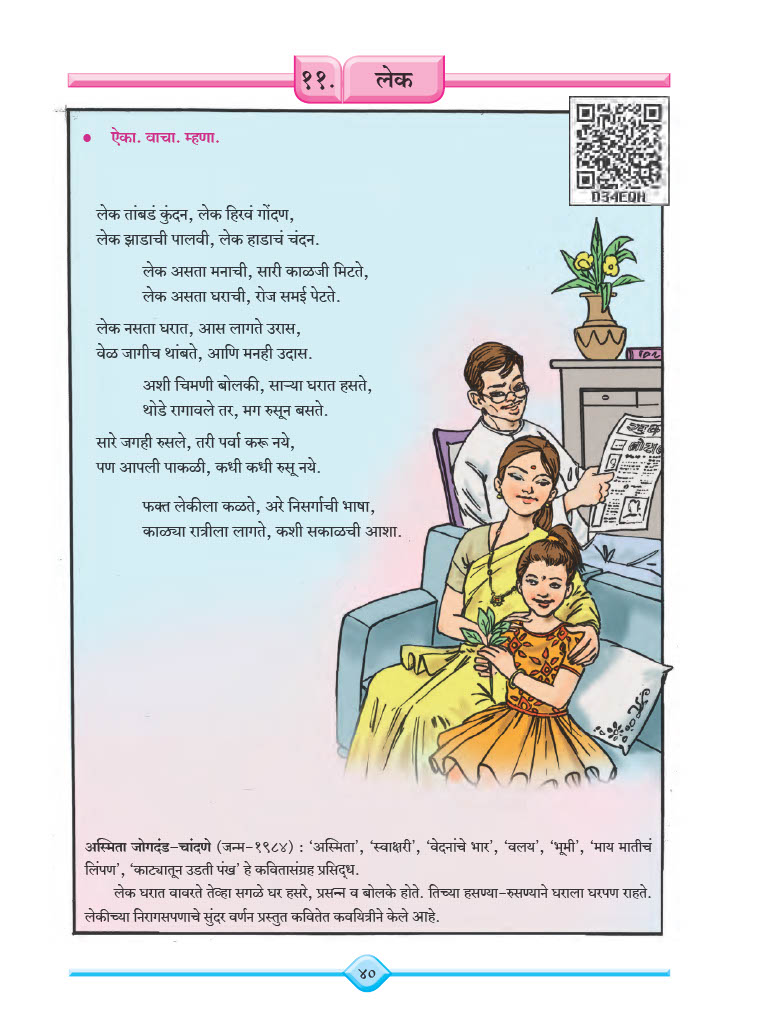 ११. लेक
• ऐका. वाचा. म्हणा.
D34EQH
लेक तांबडं कुंदन, लेक हिरवं गोंदण,
लेक झाडाची पालवी, लेक हाडाचं चंदन.
लेक असता मनाची, सारी काळजी मिटते,
लेक असता घराची, रोज समई पेटते.
लेक नसता घरात, आस लागते उरास,
वेळ जागीच थांबते, आणि मनही उदास.
अशी चिमणी बोलकी, साऱ्या घरात हसते,
थोडे रागावले तर, मग रुसून बसते.
सारे जगही रुसले, तरी पर्वा करू नये,
पण आपली पाकळी, कधी कधी रुसू नये.
फक्त लेकीला कळते, अरे निसर्गाची भाषा,
काळ्या रात्रीला लागते, कशी सकाळची आशा.
अस्मिता जोगदंड-चांदणे (जन्म-१९८४) : ‘अस्मिता’, ‘स्वाक्षरी’, ‘वेदनांचे भार’, ‘वलय’, ‘भूमी’, ‘माय मातीचं
लिंपण’, ‘काट्यातून उडती पंख’ हे कवितासंग्रह प्रसिद्ध.
लेक घरात वावरते तेव्हा सगळे घर हसरे, प्रसन्न व बोलके होते. तिच्या हसण्या-रुसण्याने घराला घरपण राहते.
लेकीच्या निरागसपणाचे सुंदर वर्णन प्रस्तुत कवितेत कवयित्रीने केले आहे.
४०